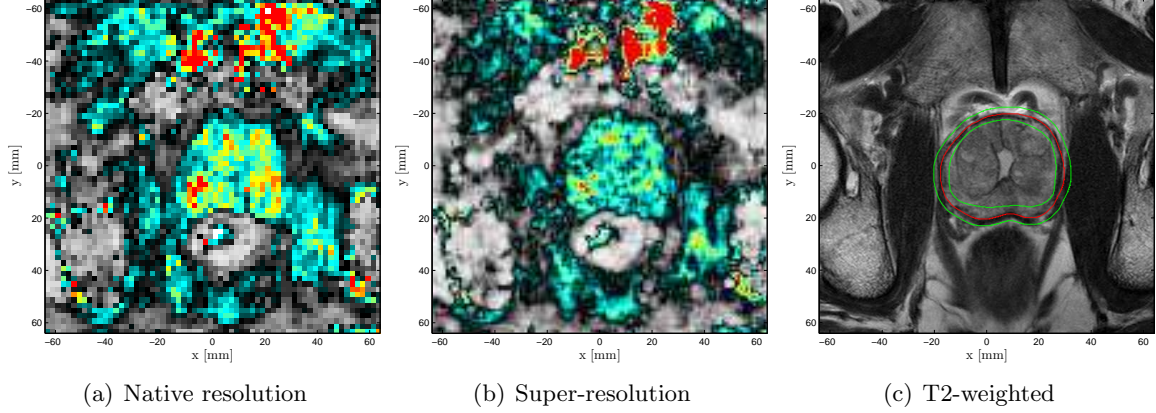 −60 −60 −60
−40 −40 −40
−20 −20 −20
0 0 0
20 20 20
40 40 40
60 60 60
y [mm] y [mm] y [mm]
−60 −40 −20 0 20 40 60 −60 −40 −20 0 20 40 60 −60 −40 −20 0 20 40 60
x [mm] x [mm] x [mm]
(a) Native resolution (b) Super-resolution (c) T2-weighted